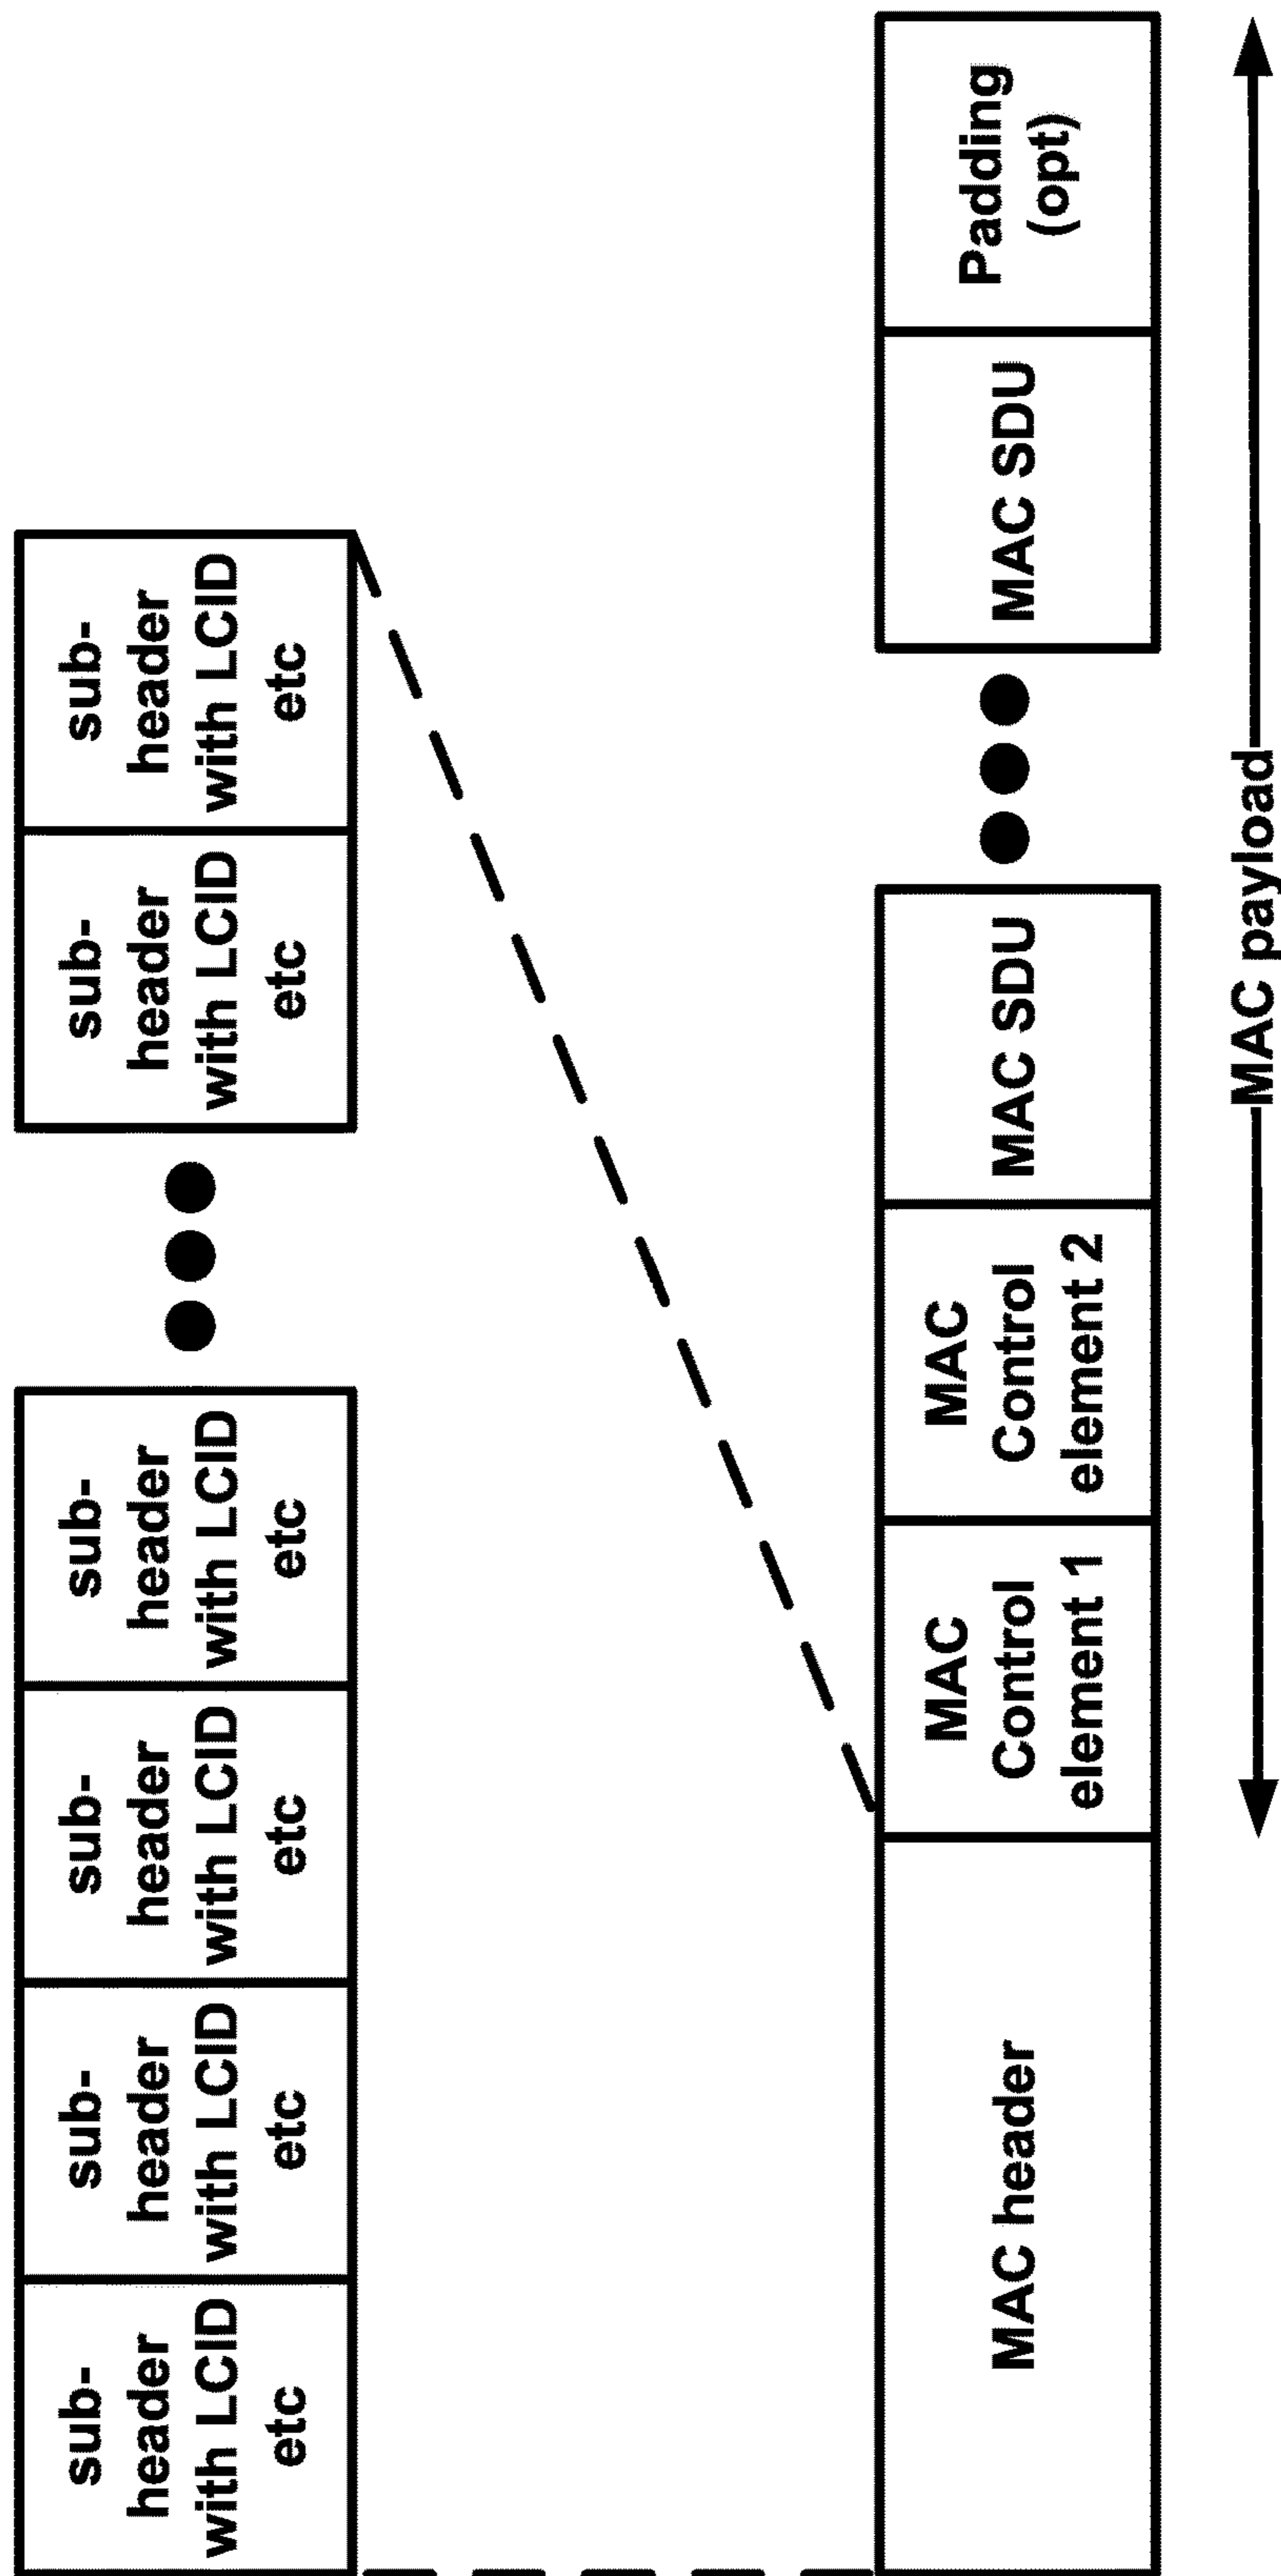 sub-
header
with LCID
etc
sub-
header
with LCID
etc
sub-
header
with LCID
etc
sub-
header
with LCID
etc
sub-
header
with LCID
etc
sub-
header
with LCID
etc
MAC header
MAC
Control
element 1
MAC
Control
element 2
MAC SDU
MAC SDU
Padding
(opt)
MAC payload